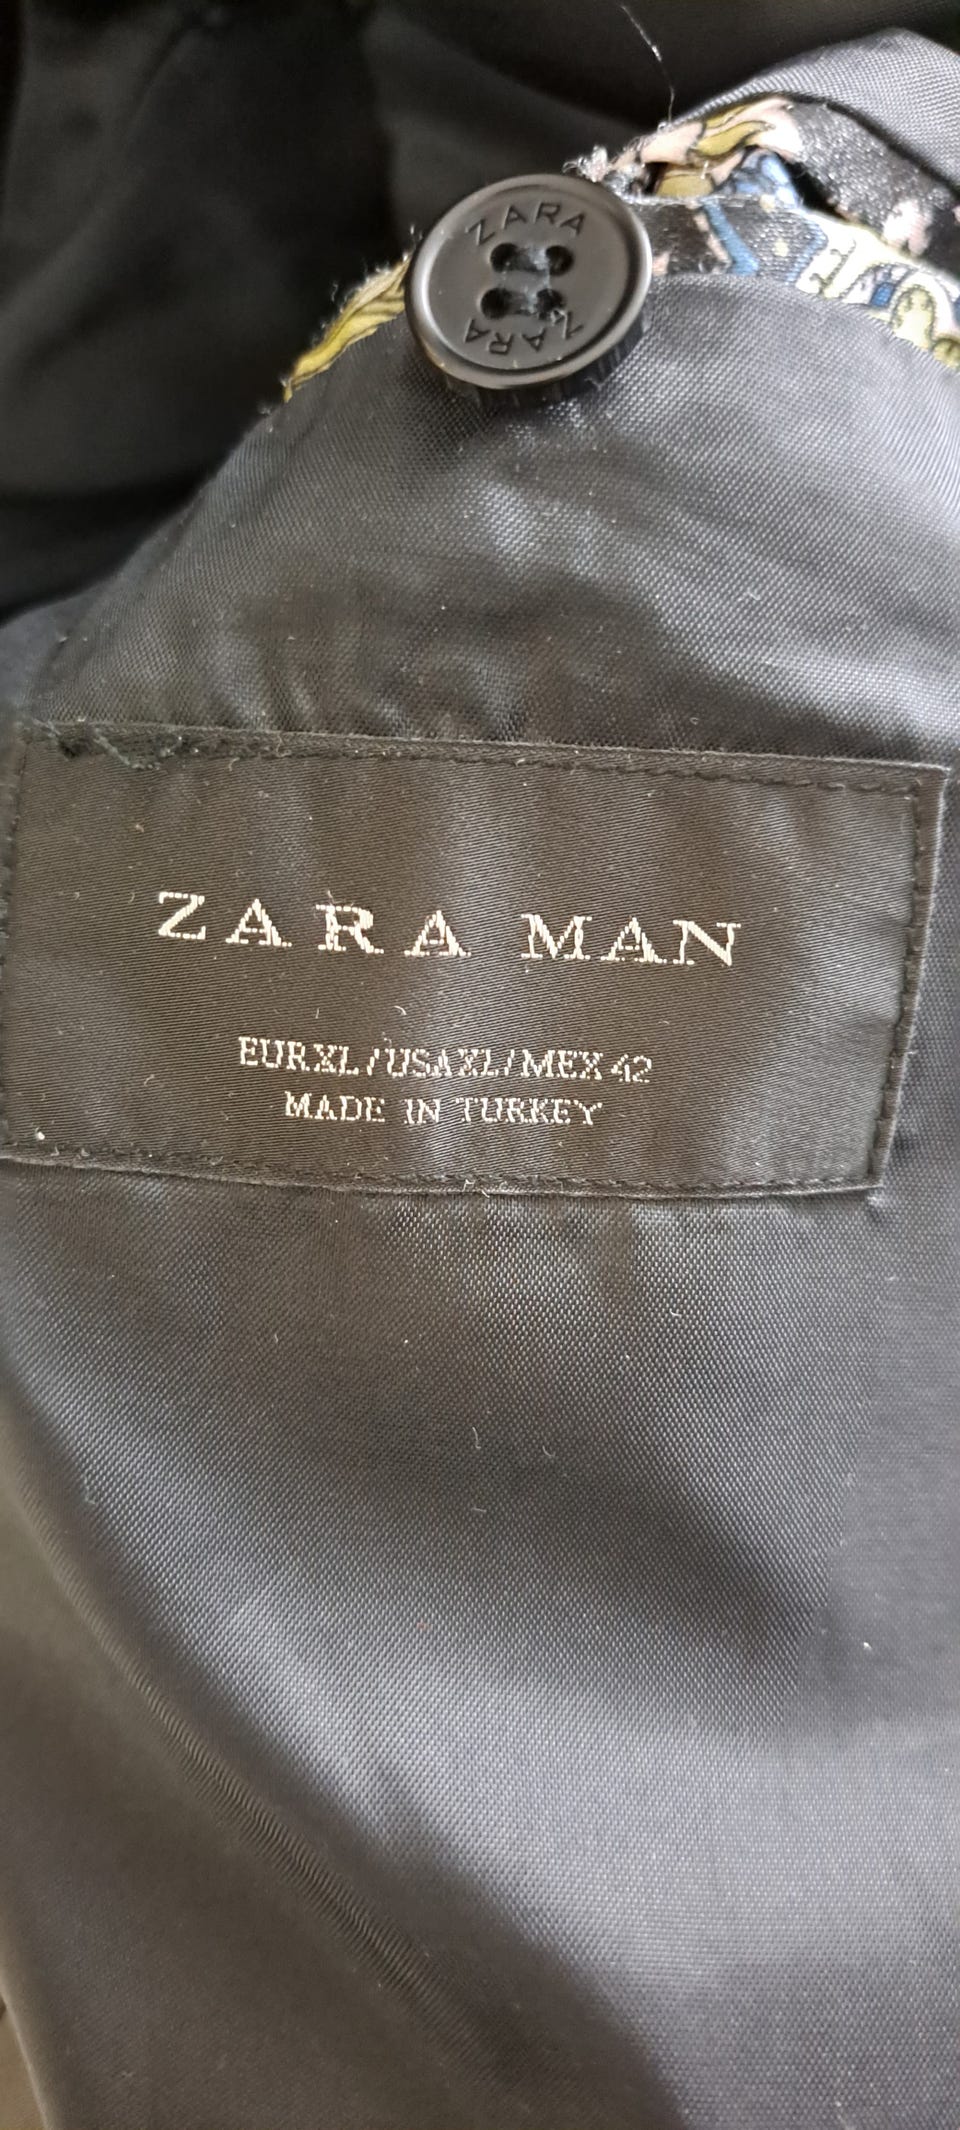 ZARA
ZARA
ZARA MAN
EUR XL / USA XL / MEX 42
MADE IN TURKEY